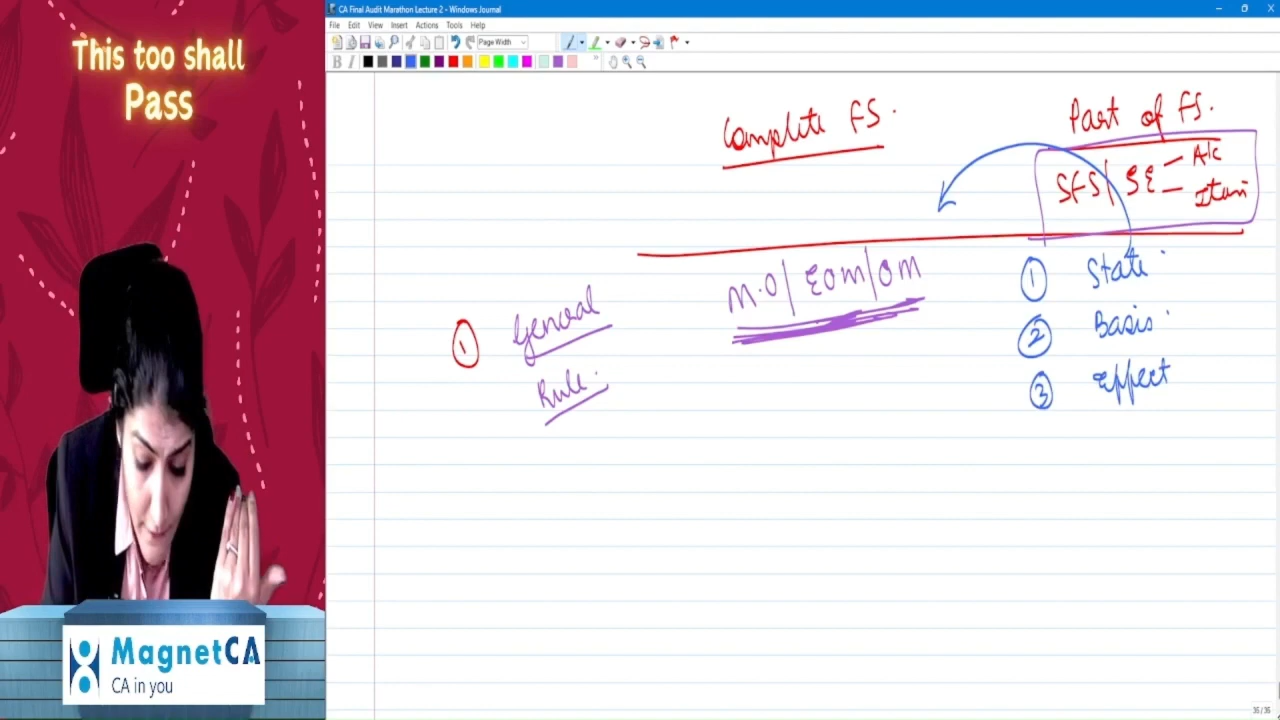 This too shall
Pass
CA Final Audit Marathon Lecture 2 - Windows Journal
File Edit View Insert Actions Tools Help
Page Width
B I
Complete FS.
Part of FS.
SFS / SE A/c
Item
① General
Rule.
M.O / EOM / OM
① State
② Basis
③ Effect
MagnetCA
CA in you
36 / 36